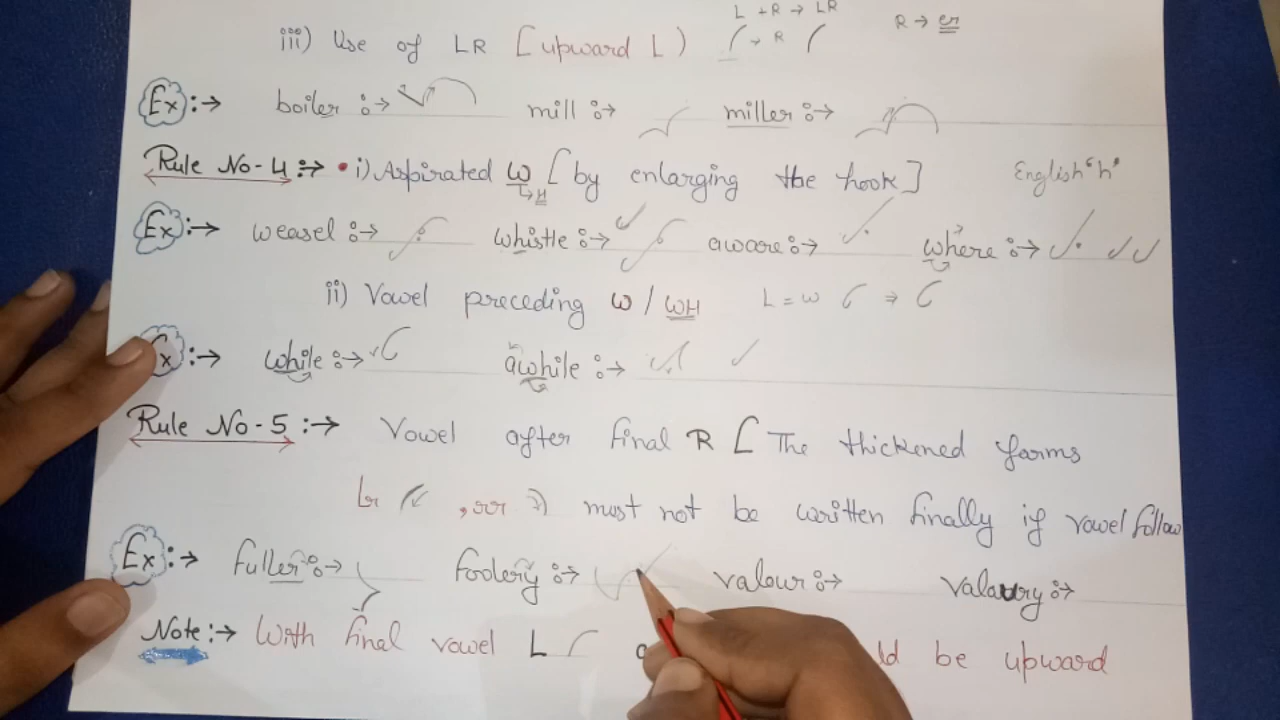 L + R → LR
iii) Use of LR [upward L) → R R → er
Ex :→ boiler :→ mill :→ miller :→
Rule No-4 :→ • i) Aspirated W [by enlarging the hook] English 'h'
H
Ex :→ weasel :→ whistle :→ aware :→ where :→
ii) Vowel preceding W / WH L = W ⇒
Ex :→ while :→ awhile :→
Rule No-5 :→ Vowel after final R [The thickened forms
Lr , rr must not be written finally if vowel follow
Ex :→ fuller :→ foolery :→ valour :→ :→
Note :→ With final vowel L be upward